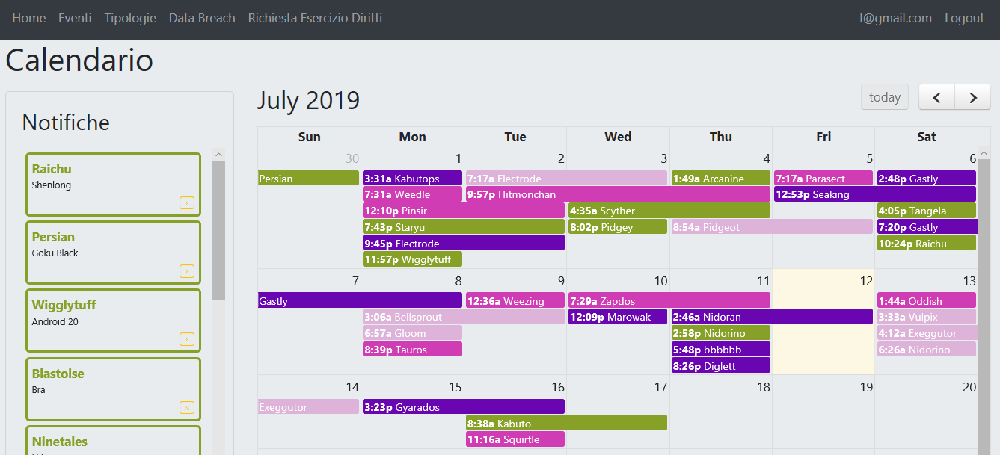 Home Eventi Tipologie Data Breach Richiesta Esercizio Diritti l@gmail.com Logout
Calendario
Notifiche
Raichu
Shenlong
Persian
Goku Black
Wigglytuff
Android 20
Blastoise
Bra
Ninetales
July 2019 today
Sun Mon Tue Wed Thu Fri Sat
30 1 2 3 4 5 6
Persian 3:31a Kabutops 7:17a Electrode 1:49a Arcanine 7:17a Parasect 2:48p Gastly
7:31a Weedle 9:57p Hitmonchan 12:53p Seaking
12:10p Pinsir 4:35a Scyther 4:05p Tangela
7:43p Staryu 8:02p Pidgey 8:54a Pidgeot 7:20p Gastly
9:45p Electrode 10:24p Raichu
11:57p Wigglytuff
7 8 9 10 11 12 13
Gastly 12:36a Weezing 7:29a Zapdos 1:44a Oddish
3:06a Bellsprout 12:09p Marowak 2:46a Nidoran 3:33a Vulpix
6:57a Gloom 2:58p Nidorino 4:12a Exeggutor
8:39p Tauros 5:48p bbbbbb 6:26a Nidorino
8:26p Diglett
14 15 16 17 18 19 20
Exeggutor 3:23p Gyarados
8:38a Kabuto
11:16a Squirtle